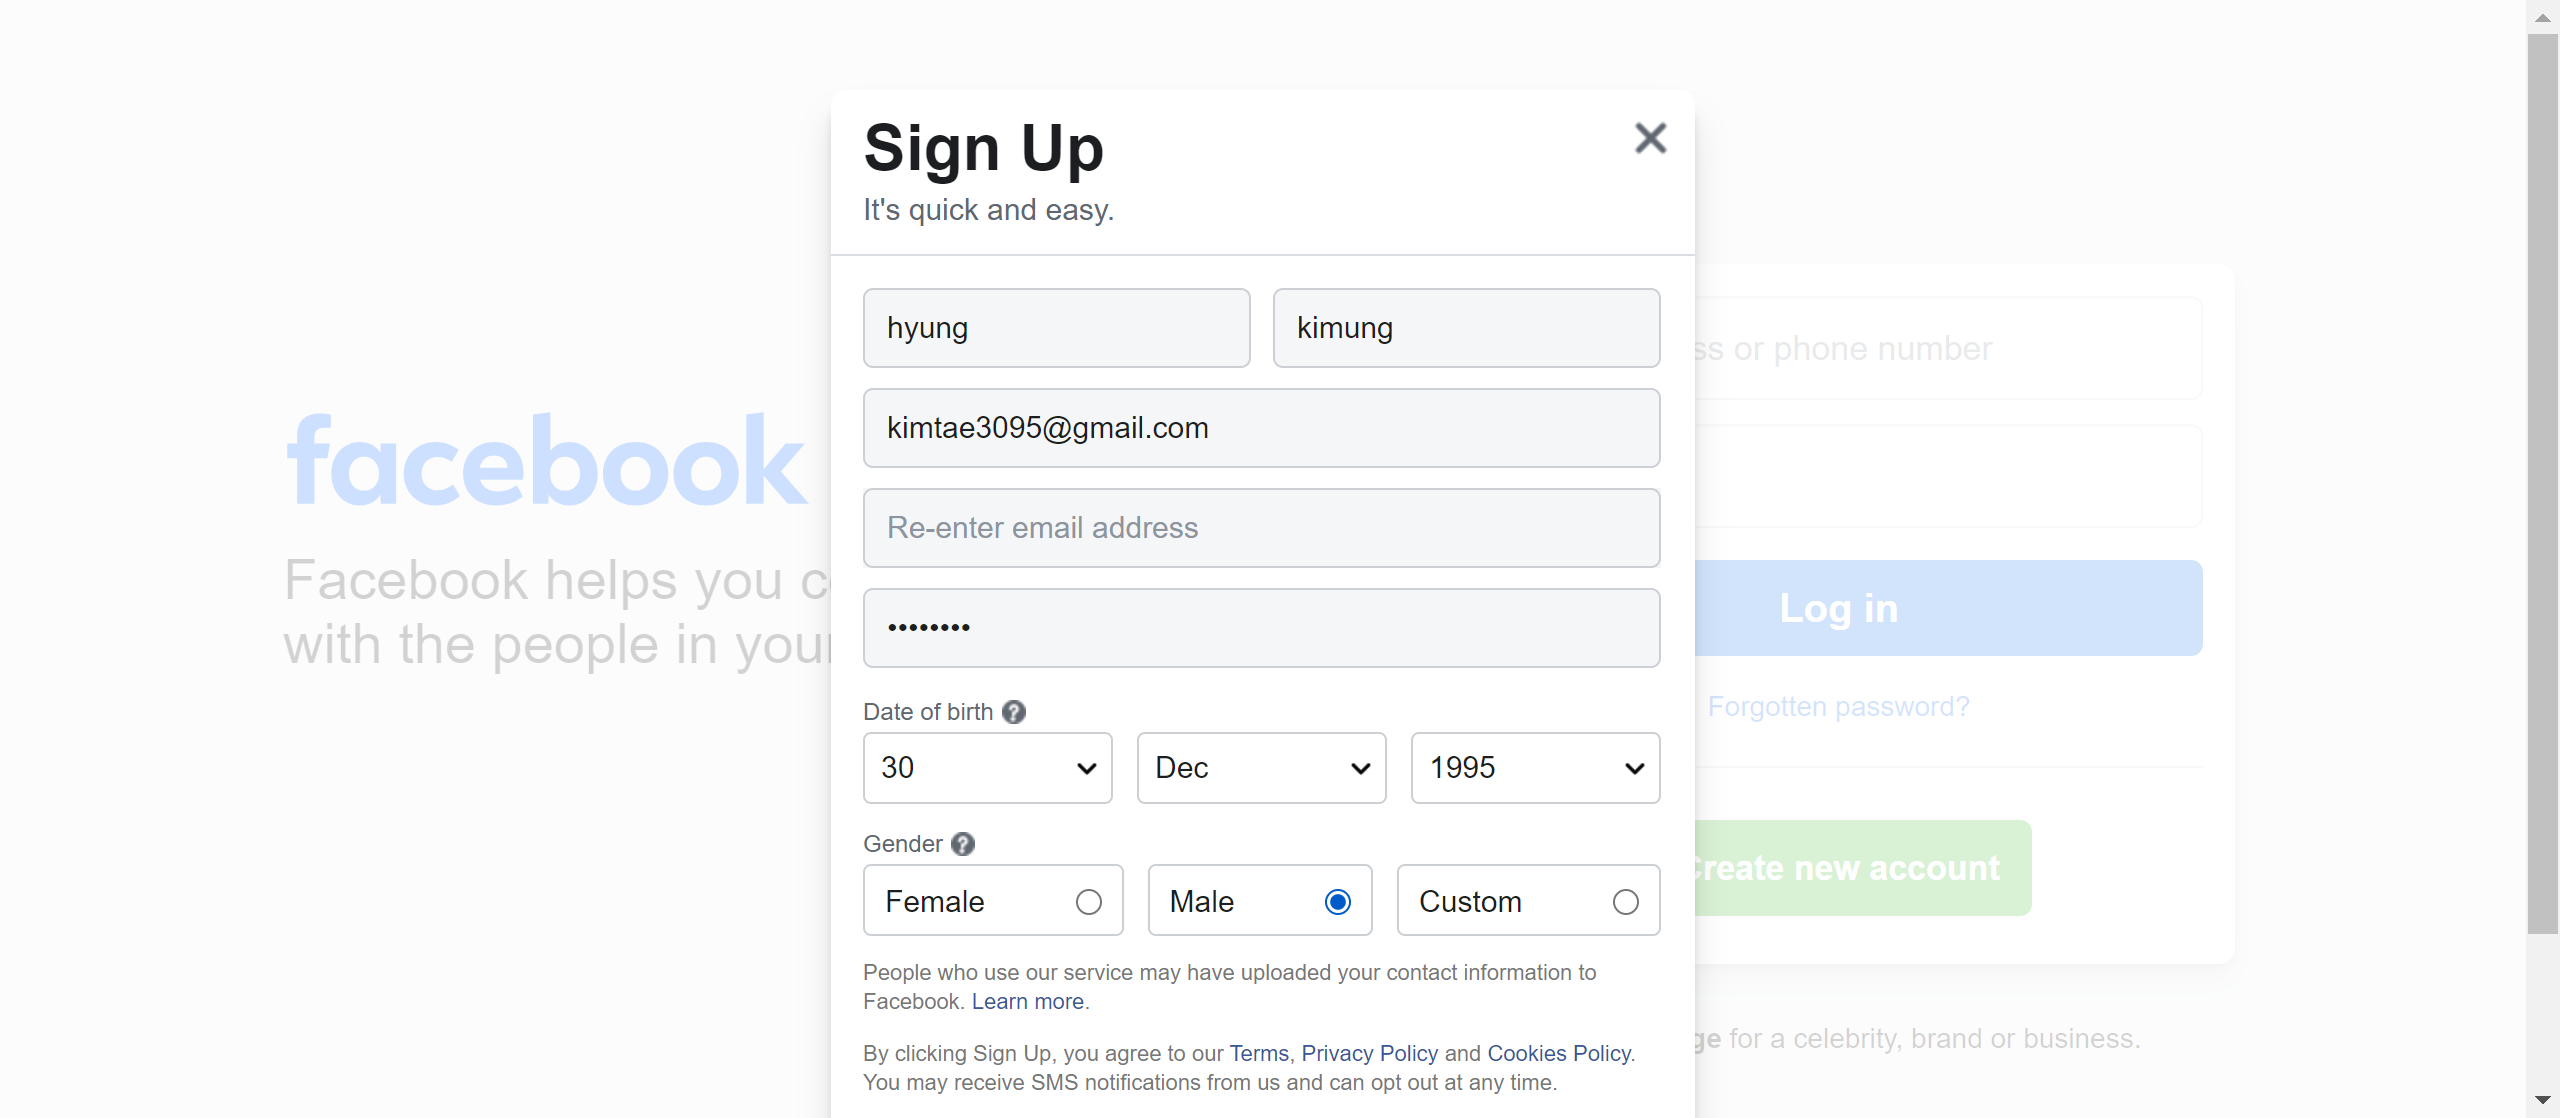 Sign Up
It's quick and easy.
hyung
kimung
kimtae3095@gmail.com
Re-enter email address
••••••••
Date of birth ?
30
Dec
1995
Gender ?
Female
Male
Custom
People who use our service may have uploaded your contact information to
Facebook. Learn more.
By clicking Sign Up, you agree to our Terms, Privacy Policy and Cookies Policy.
You may receive SMS notifications from us and can opt out at any time.
facebook
Facebook helps you
with the people in your
or phone number
Log in
Forgotten password?
Create new account
for a celebrity, brand or business.